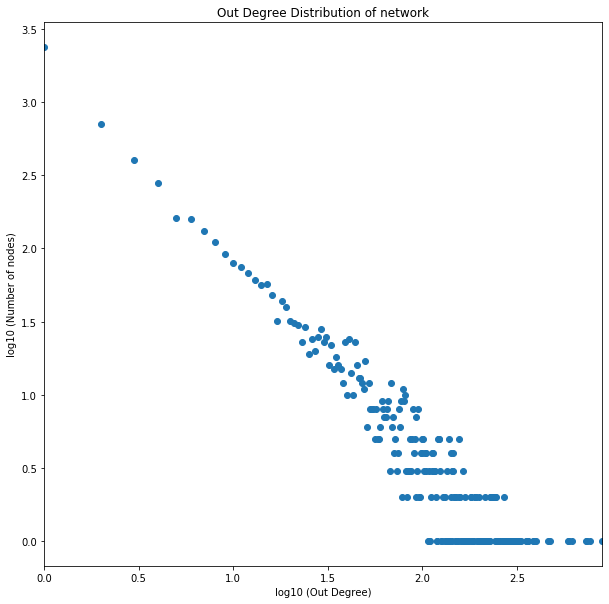 Out Degree Distribution of network
3.5
3.0
2.5
2.0
1.5
1.0
0.5
0.0
log10 (Number of nodes)
0.0 0.5 1.0 1.5 2.0 2.5
log10 (Out Degree)